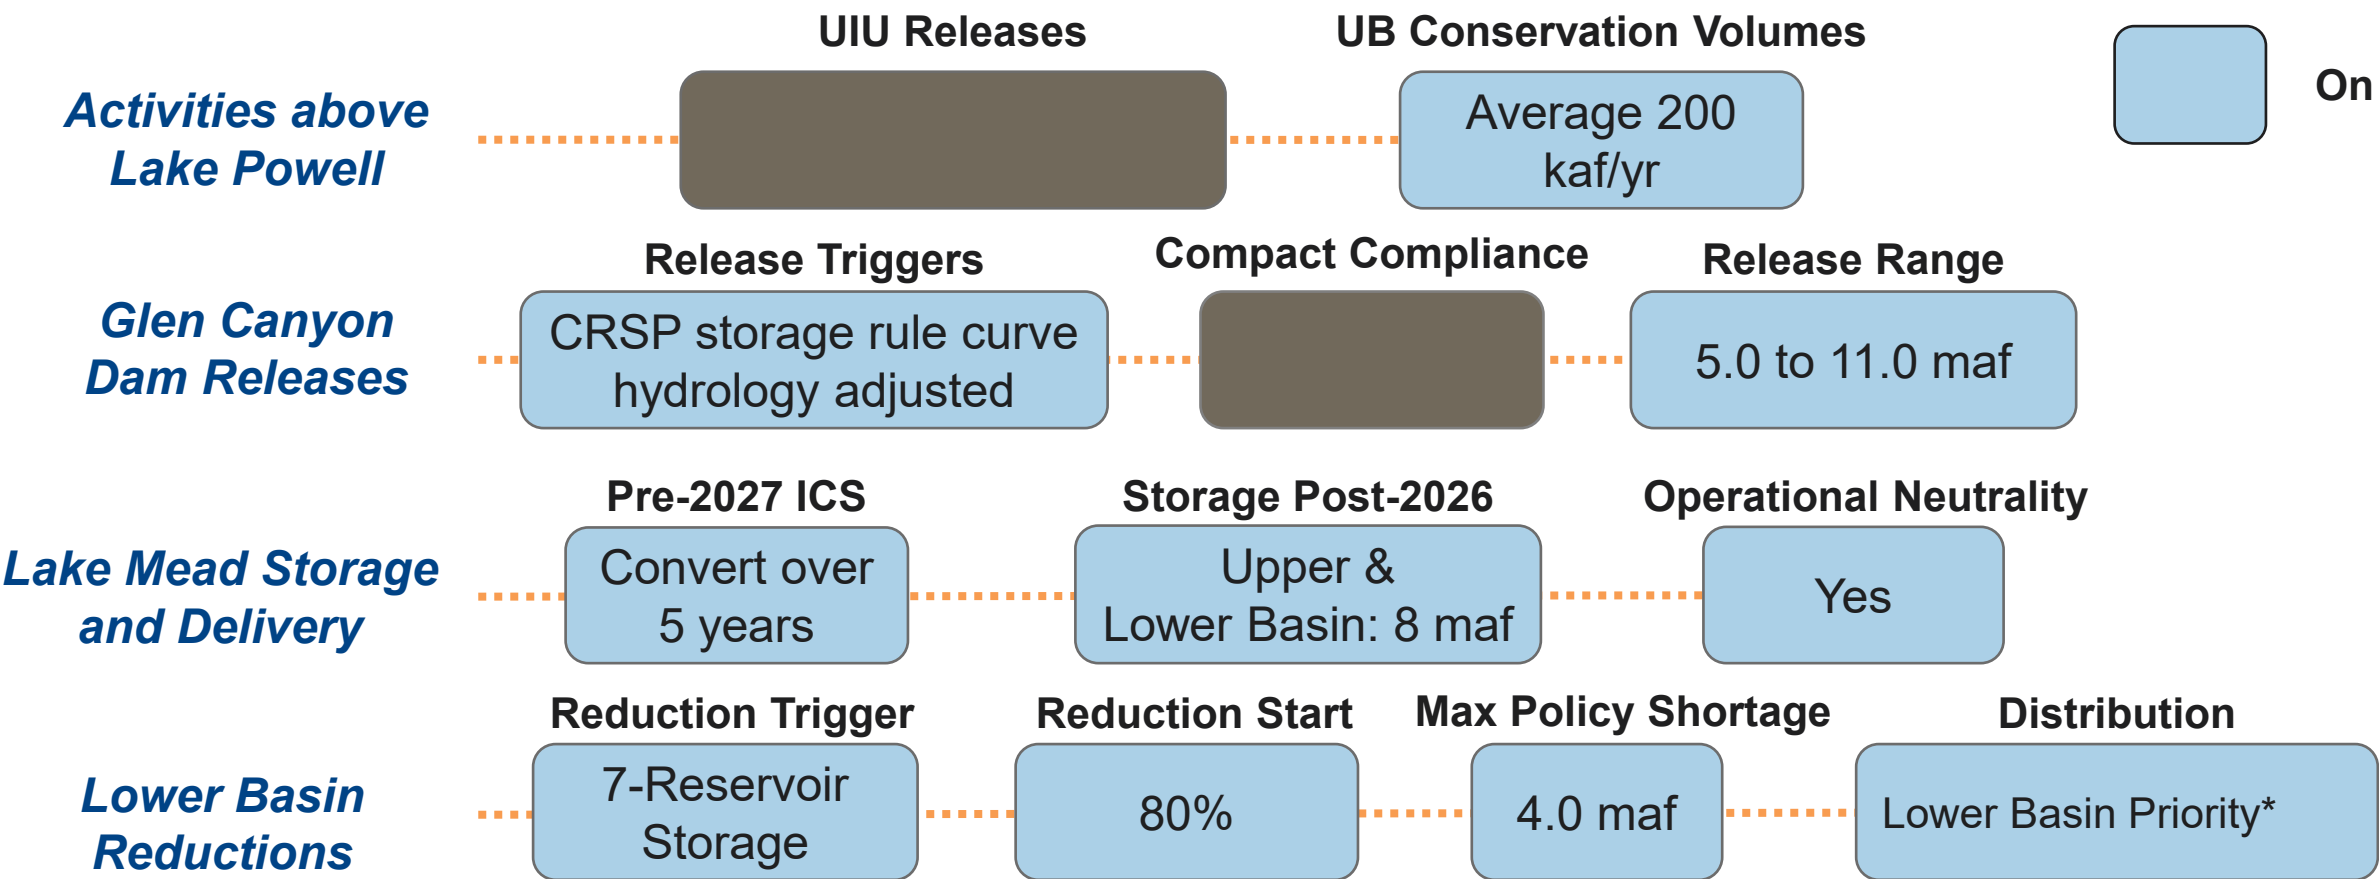 UIU Releases
UB Conservation Volumes
On
Activities above
Lake Powell
Average 200
kaf/yr
Release Triggers
Compact Compliance
Release Range
Glen Canyon
Dam Releases
CRSP storage rule curve
hydrology adjusted
5.0 to 11.0 maf
Pre-2027 ICS
Storage Post-2026
Operational Neutrality
Lake Mead Storage
and Delivery
Convert over
5 years
Upper &
Lower Basin: 8 maf
Yes
Reduction Trigger
Reduction Start
Max Policy Shortage
Distribution
Lower Basin
Reductions
7-Reservoir
Storage
80%
4.0 maf
Lower Basin Priority*